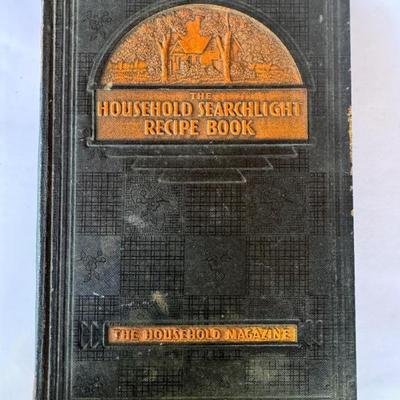 THE
HOUSEHOLD SEARCHLIGHT
RECIPE BOOK
THE HOUSEHOLD MAGAZINE